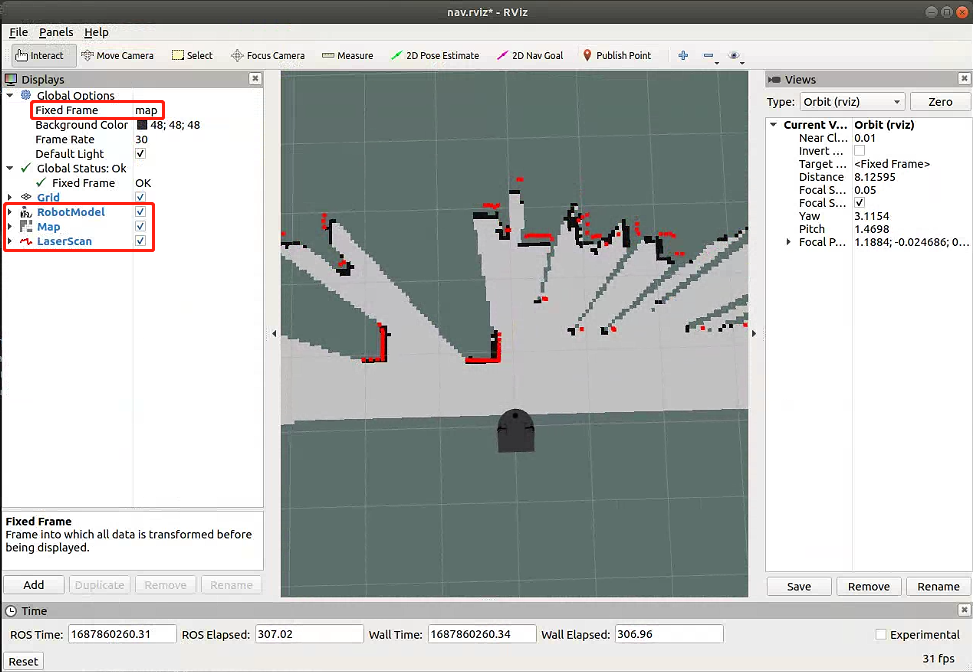 nav.rviz* - RViz
File Panels Help
Interact Move Camera Select Focus Camera Measure 2D Pose Estimate 2D Nav Goal Publish Point
Displays
Global Options
Fixed Frame map
Background Color 48; 48; 48
Frame Rate 30
Default Light
Global Status: Ok
Fixed Frame OK
Grid
RobotModel
Map
LaserScan
Fixed Frame
Frame into which all data is transformed before
being displayed.
Add Duplicate Remove Rename
Views
Type: Orbit (rviz) Zero
Current V... Orbit (rviz)
Near Cl... 0.01
Invert ...
Target ... <Fixed Frame>
Distance 8.12595
Focal S... 0.05
Focal S...
Yaw 3.1154
Pitch 1.4698
Focal P... 1.1884; -0.024686; 0...
Save Remove Rename
Time
ROS Time: 1687860260.31 ROS Elapsed: 307.02 Wall Time: 1687860260.34 Wall Elapsed: 306.96 Experimental
Reset 31 fps